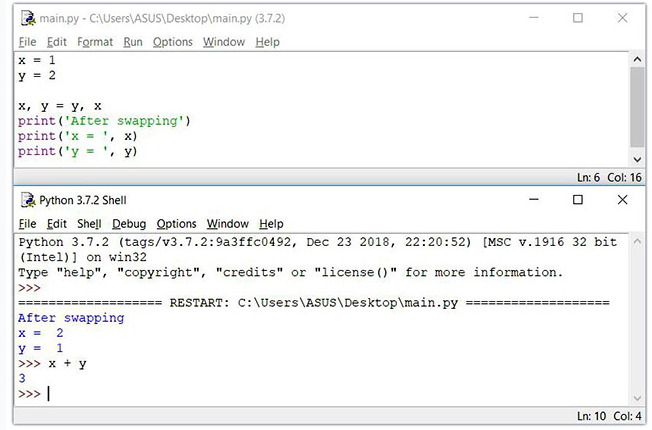 main.py - C:\Users\ASUS\Desktop\main.py (3.7.2)
File Edit Format Run Options Window Help
x = 1
y = 2
x, y = y, x
print('After swapping')
print('x = ', x)
print('y = ', y)
Ln: 6 Col: 16
Python 3.7.2 Shell
File Edit Shell Debug Options Window Help
Python 3.7.2 (tags/v3.7.2:9a3ffc0492, Dec 23 2018, 22:20:52) [MSC v.1916 32 bit
(Intel)] on win32
Type "help", "copyright", "credits" or "license()" for more information.
>>>
=================== RESTART: C:\Users\ASUS\Desktop\main.py ===================
After swapping
x =  2
y =  1
>>> x + y
3
>>>
Ln: 10 Col: 4